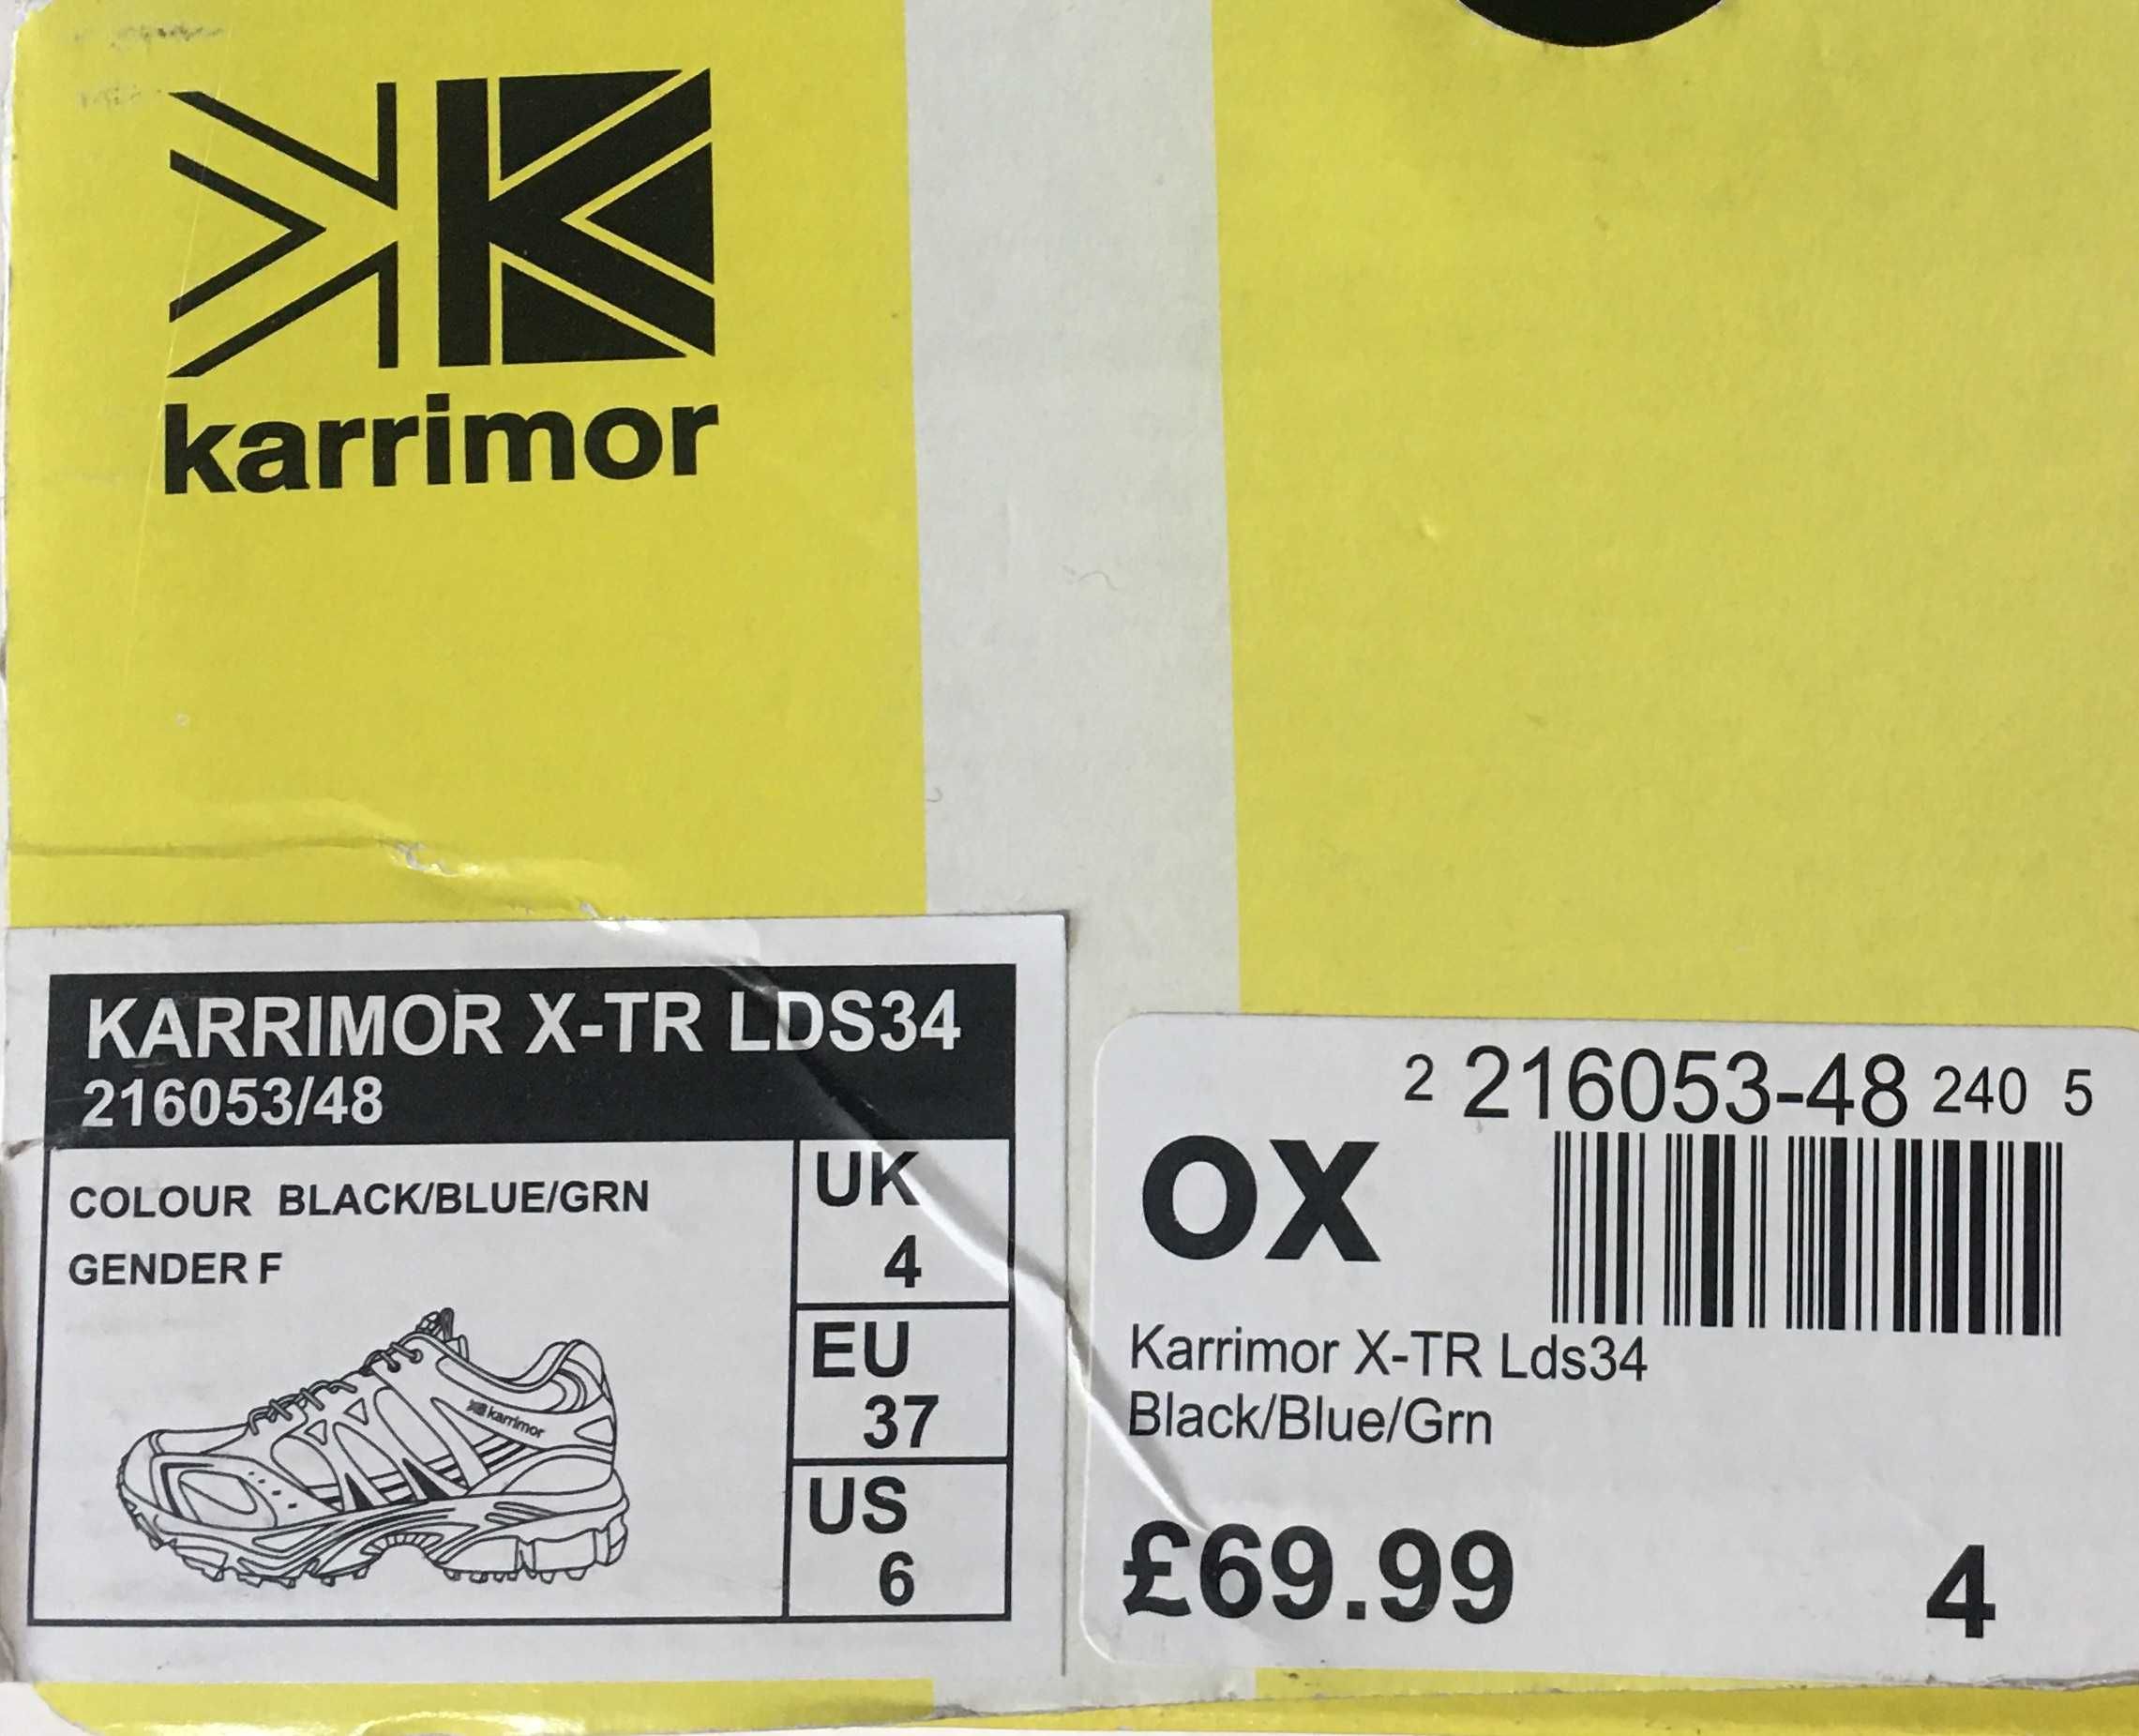 karrimor
KARRIMOR X-TR LDS34
216053/48
COLOUR BLACK/BLUE/GRN
GENDER F
karrimor
UK
4
EU
37
US
6
2 216053-48 240 5
OX
Karrimor X-TR Lds34
Black/Blue/Grn
£69.99 4